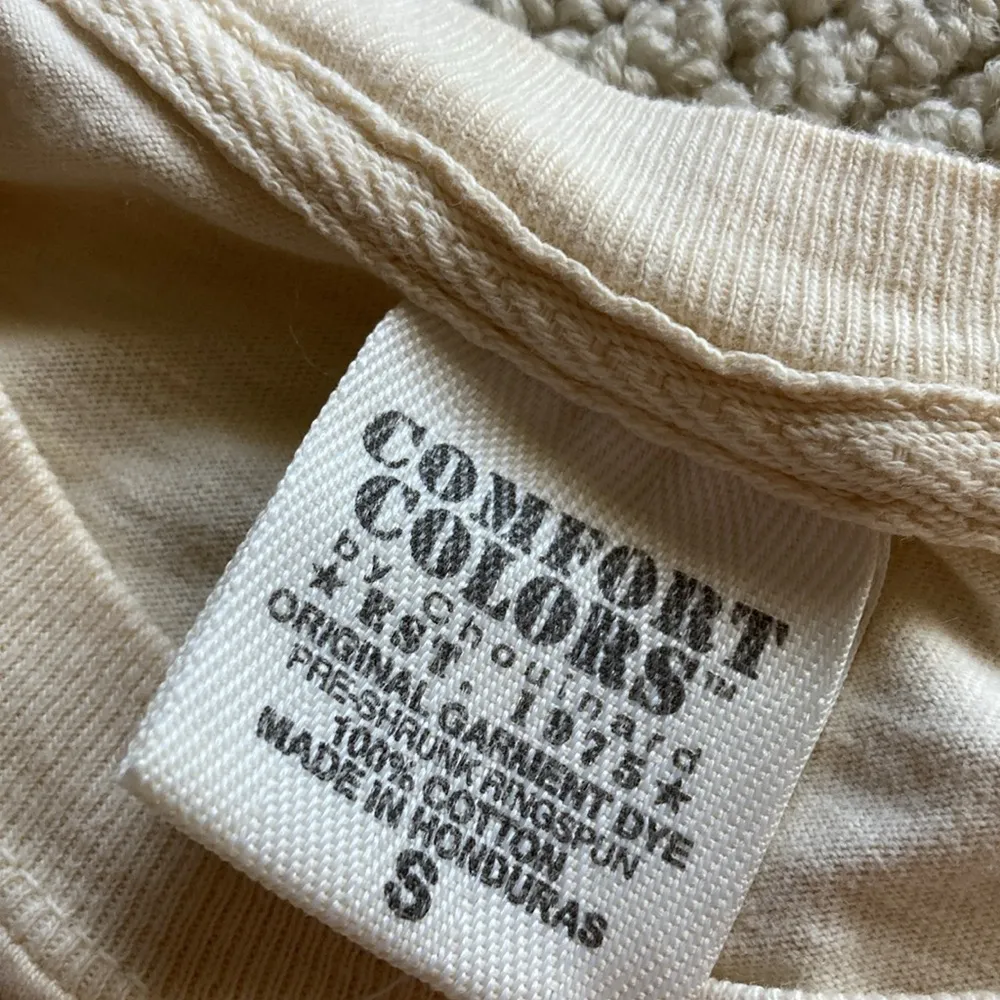 COMFORT
COLORS™
by Chouinard
★ EST. 1975 ★
ORIGINAL GARMENT DYE
PRE-SHRUNK RINGSPUN
100% COTTON
MADE IN HONDURAS
S